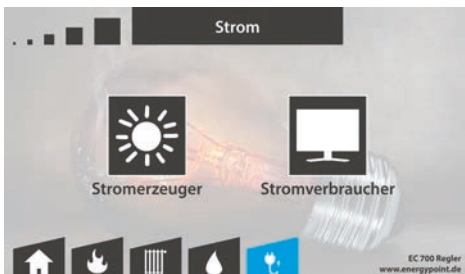 Strom
Stromerzeuger
Stromverbraucher
EC 700 Regler
www.energypoint.de